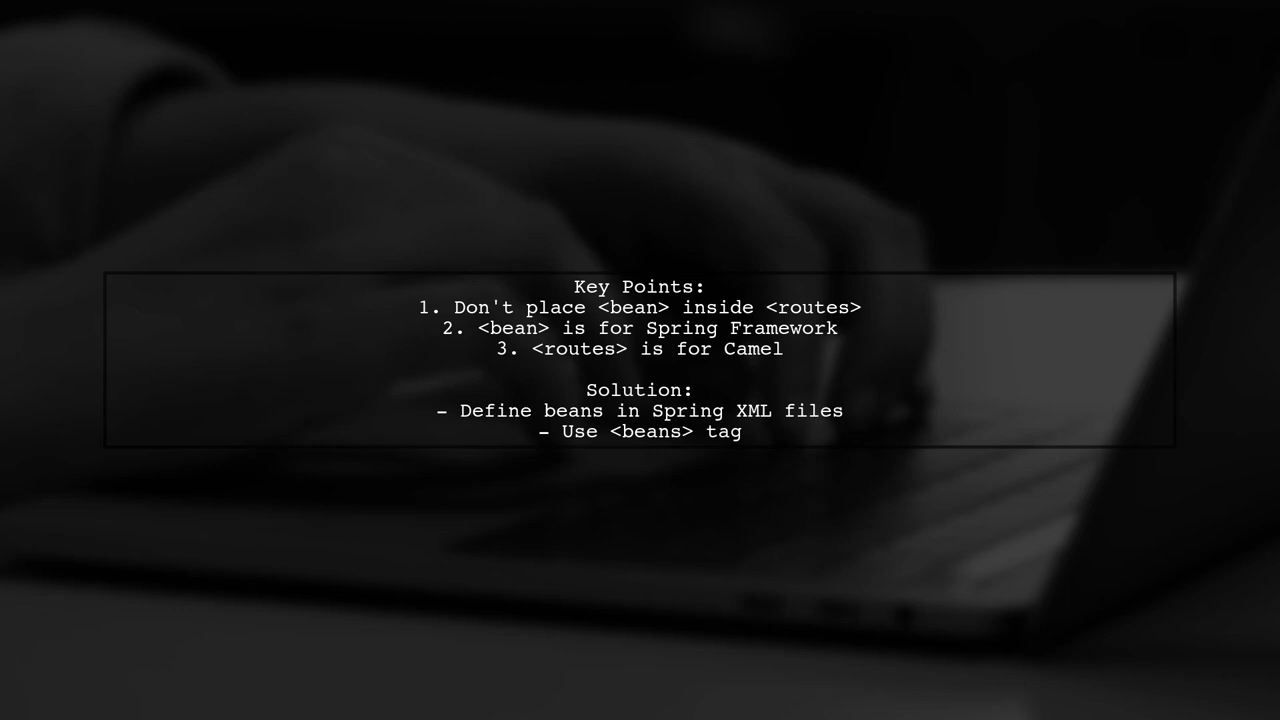 Key Points:
1. Don't place <bean> inside <routes>
2. <bean> is for Spring Framework
3. <routes> is for Camel
Solution:
- Define beans in Spring XML files
- Use <beans> tag